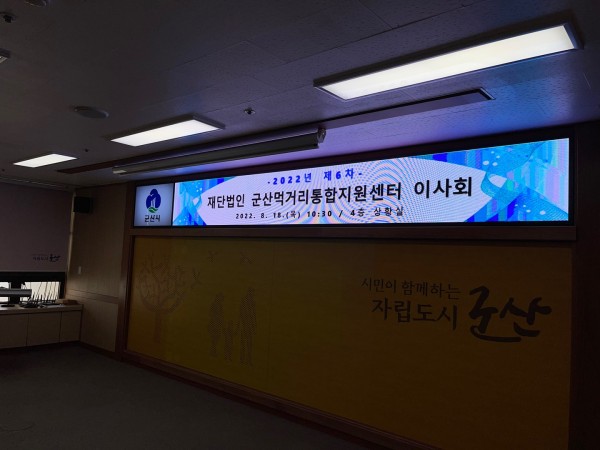 -2022년 제6차-
재단법인 군산먹거리통합지원센터 이사회
2022. 8. 18.(목) 10:30 / 4층 상황실
군산시
시민이 함께하는
자립도시 군산